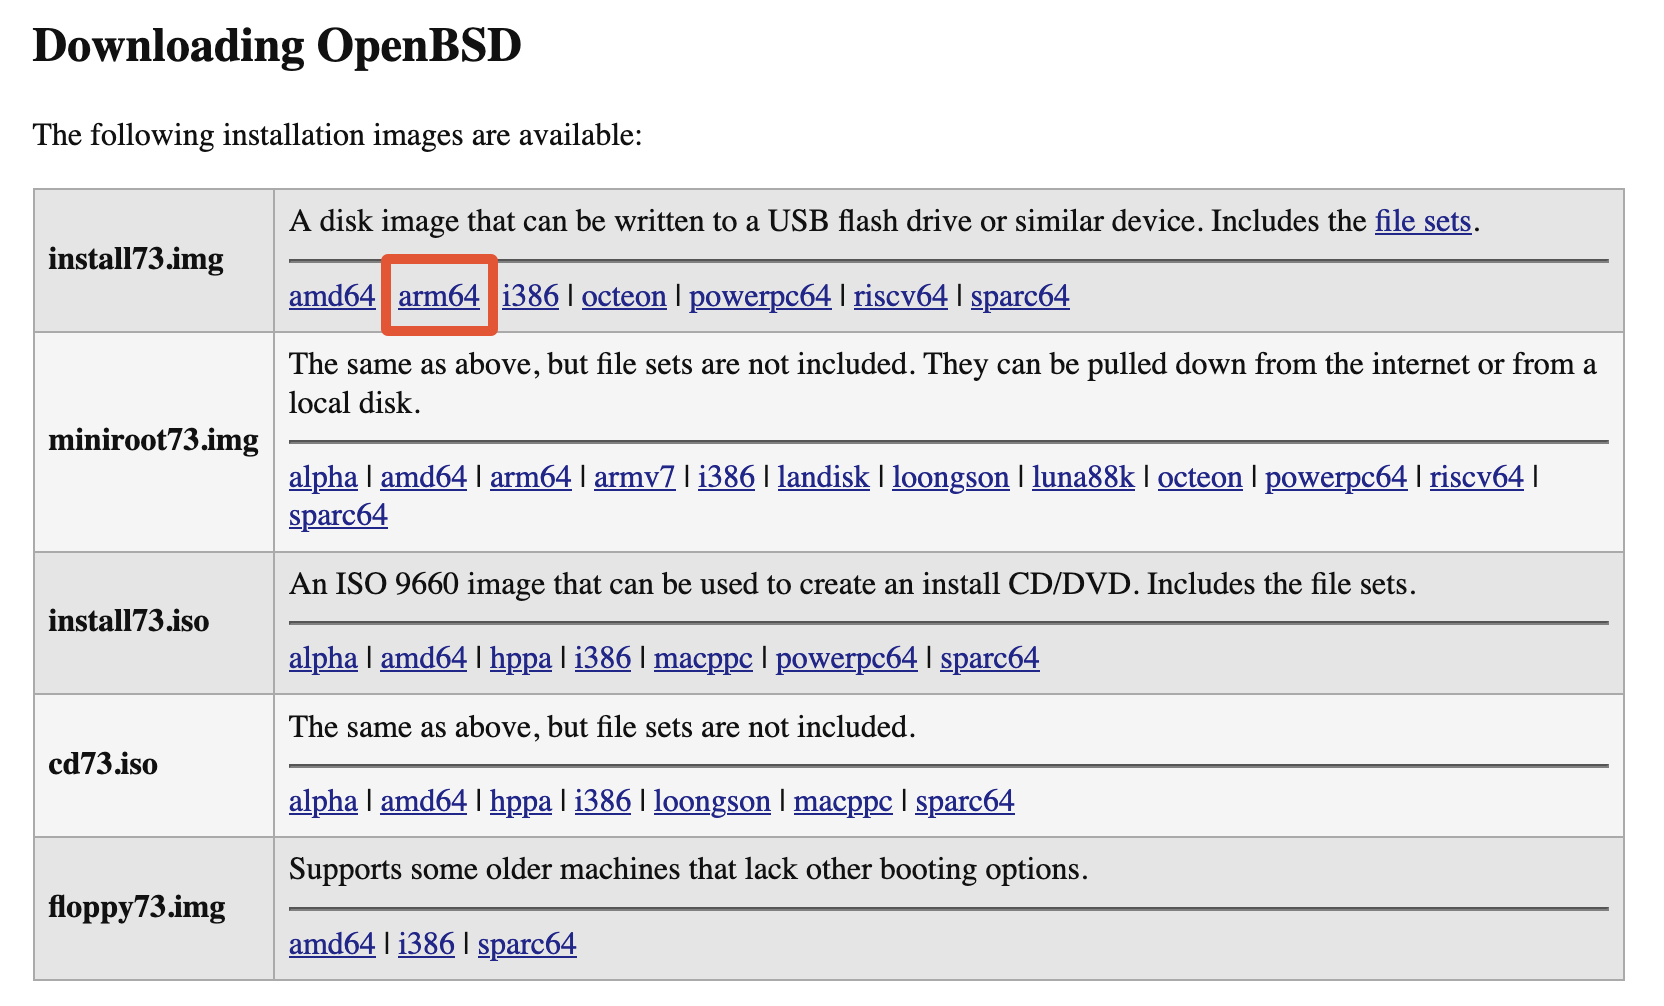 Downloading OpenBSD
The following installation images are available:
install73.img
A disk image that can be written to a USB flash drive or similar device. Includes the file sets.
amd64 arm64 i386 | octeon | powerpc64 | riscv64 | sparc64
miniroot73.img
The same as above, but file sets are not included. They can be pulled down from the internet or from a
local disk.
alpha | amd64 | arm64 | armv7 | i386 | landisk | loongson | luna88k | octeon | powerpc64 | riscv64 |
sparc64
install73.iso
An ISO 9660 image that can be used to create an install CD/DVD. Includes the file sets.
alpha | amd64 | hppa | i386 | macppc | powerpc64 | sparc64
cd73.iso
The same as above, but file sets are not included.
alpha | amd64 | hppa | i386 | loongson | macppc | sparc64
floppy73.img
Supports some older machines that lack other booting options.
amd64 | i386 | sparc64